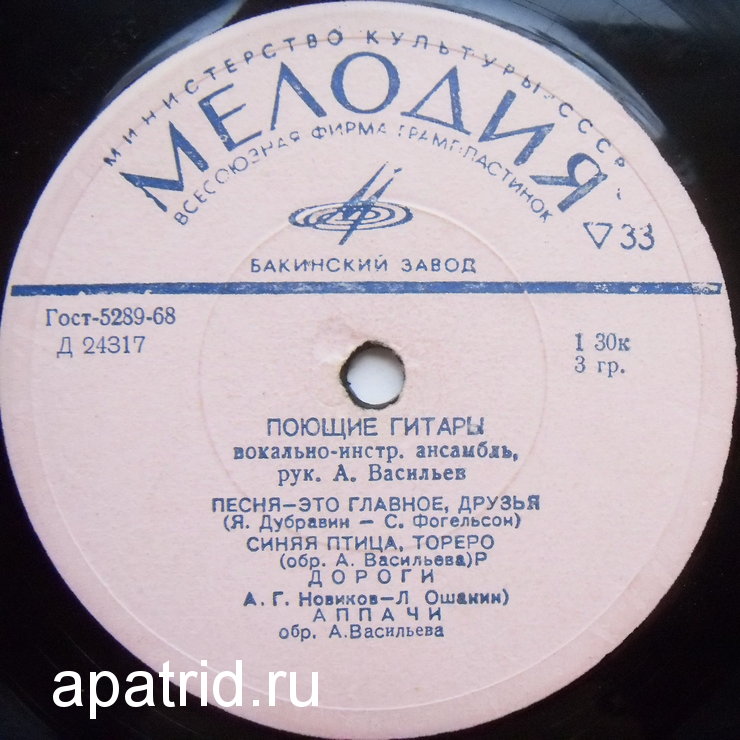 МИНИСТЕРСТВО КУЛЬТУРЫ СССР
МЕЛОДИЯ
ВСЕСОЮЗНАЯ ФИРМА ГРАМПЛАСТИНОК
▽33
БАКИНСКИЙ ЗАВОД
Гост-5289-68
Д 24317
1 30к
3 гр.
ПОЮЩИЕ ГИТАРЫ
вокально-инстр. ансамбль,
рук. А. Васильев
ПЕСНЯ–ЭТО ГЛАВНОЕ, ДРУЗЬЯ
(Я. Дубравин – С. Фогельсон)
СИНЯЯ ПТИЦА, ТОРЕРО
(обр. А. Васильева)Р
ДОРОГИ
А. Г. Новиков–Л Ошанин)
АППАЧИ
обр. А.Васильева
apatrid.ru